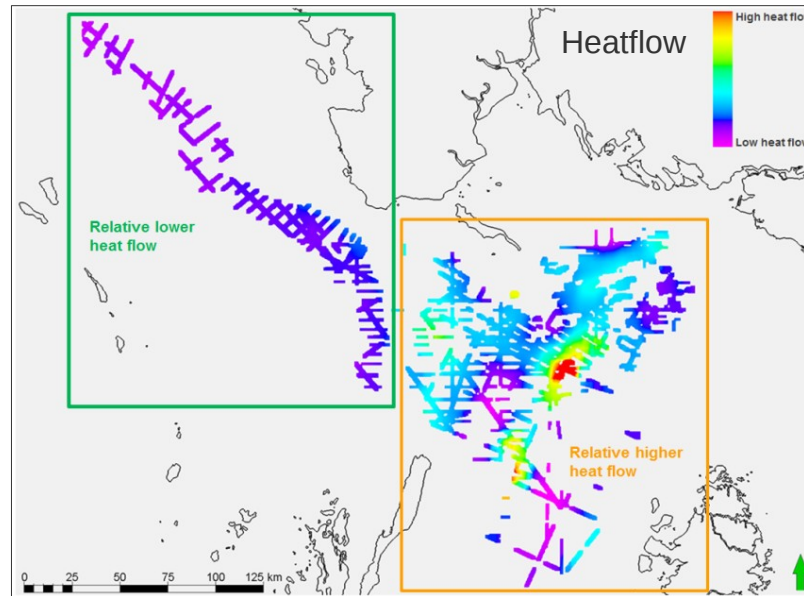 Heatflow
High heat flow
Low heat flow
Relative lower
heat flow
Relative higher
heat flow
0 25 50 75 100 125
km